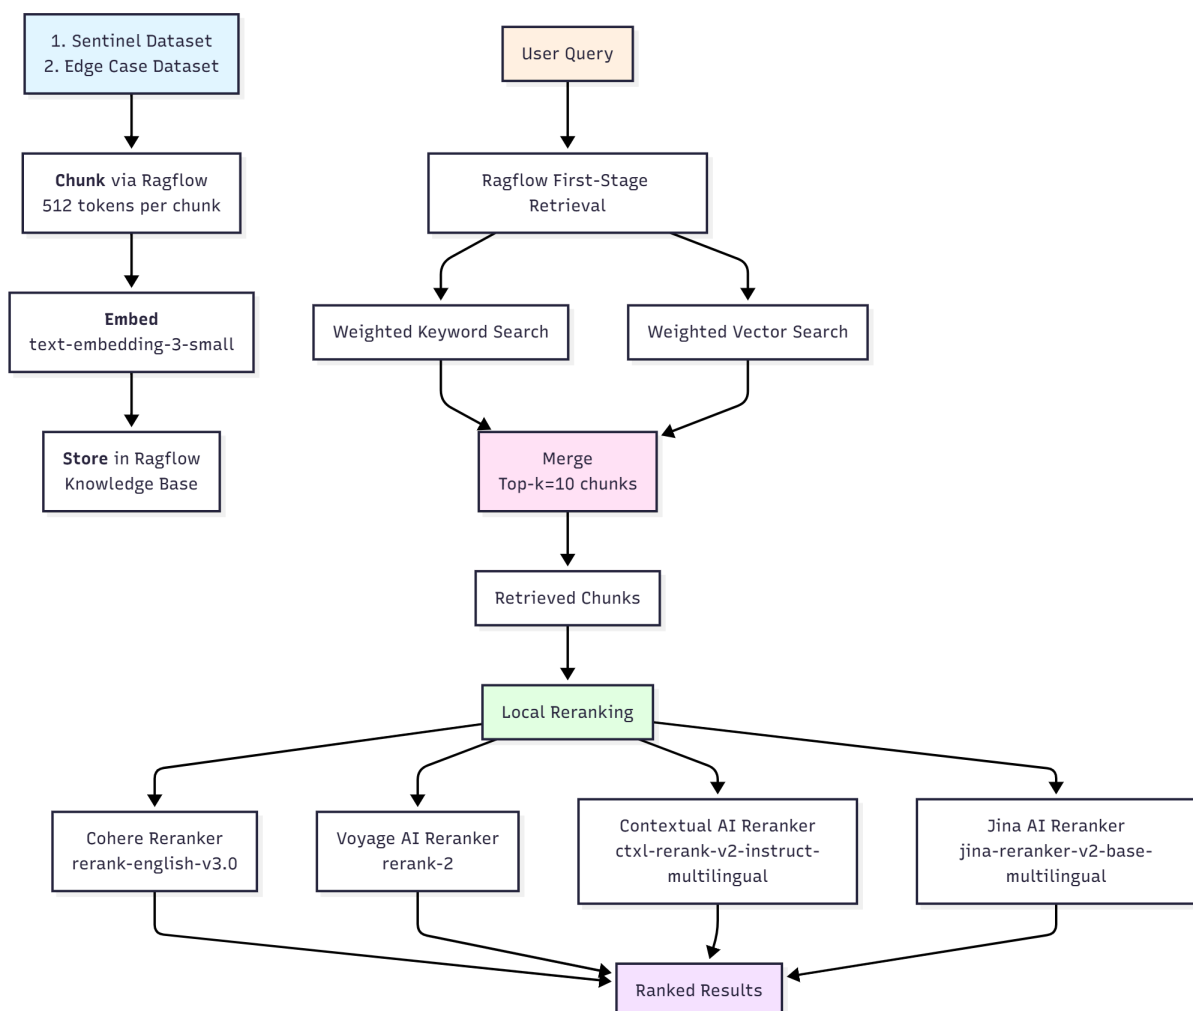 1. Sentinel Dataset
2. Edge Case Dataset
Chunk via Ragflow
512 tokens per chunk
Embed
text-embedding-3-small
Store in Ragflow
Knowledge Base
User Query
Ragflow First-Stage
Retrieval
Weighted Keyword Search
Weighted Vector Search
Merge
Top-k=10 chunks
Retrieved Chunks
Local Reranking
Cohere Reranker
rerank-english-v3.0
Voyage AI Reranker
rerank-2
Contextual AI Reranker
ctxl-rerank-v2-instruct-
multilingual
Jina AI Reranker
jina-reranker-v2-base-
multilingual
Ranked Results